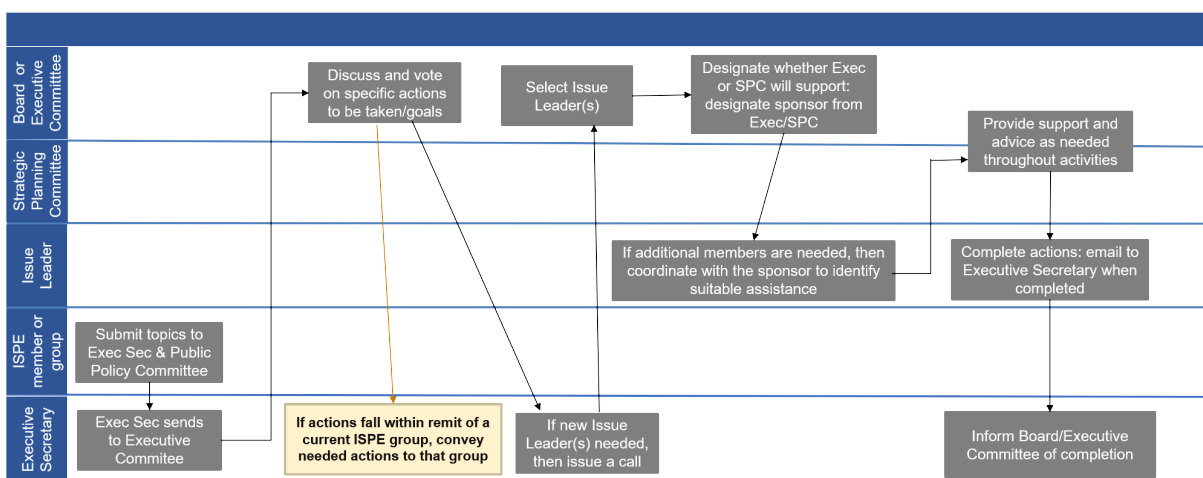 Board or
Executive
Committtee
Discuss and vote
on specific actions
to be taken/goals
Select Issue
Leader(s)
Designate whether Exec
or SPC will support:
designate sponsor from
Exec/SPC
Strategic
Planning
Committee
Provide support and
advice as needed
throughout activities
Issue
Leader
If additional members are needed, then
coordinate with the sponsor to identify
suitable assistance
Complete actions: email to
Executive Secretary when
completed
ISPE
member or
group
Submit topics to
Exec Sec & Public
Policy Committee
Executive
Secretary
Exec Sec sends
to Executive
Commitee
If actions fall within remit of a
current ISPE group, convey
needed actions to that group
If new Issue
Leader(s) needed,
then issue a call
Inform Board/Executive
Committee of completion